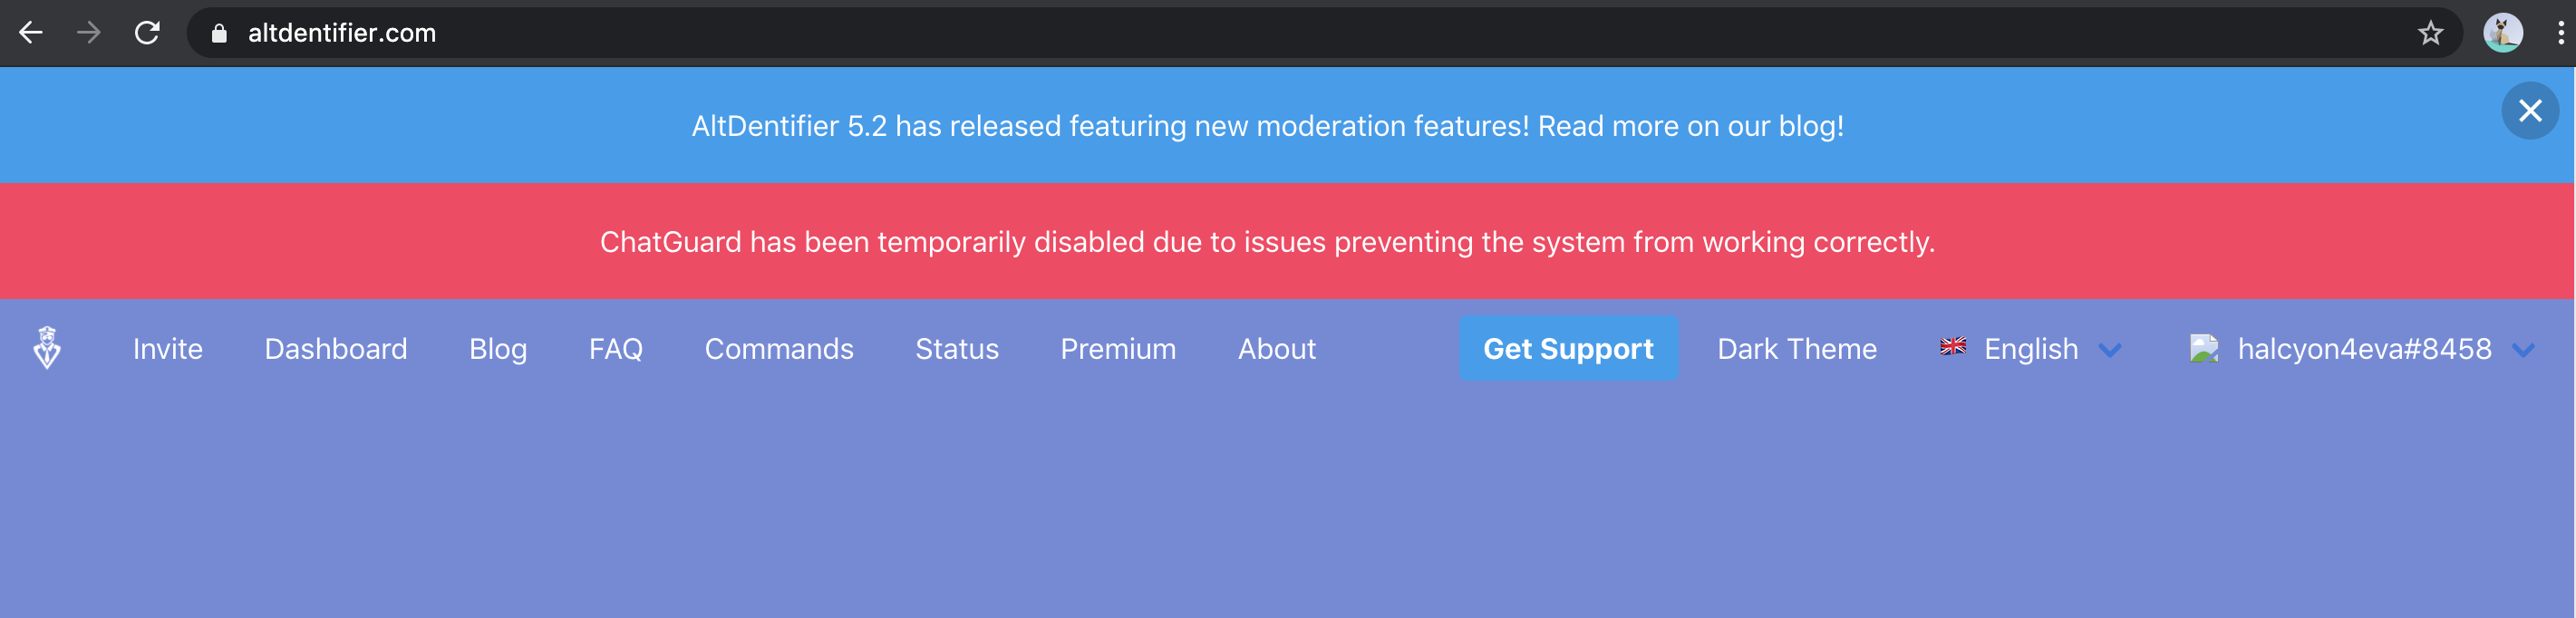 altdentifier.com
AltDentifier 5.2 has released featuring new moderation features! Read more on our blog!
ChatGuard has been temporarily disabled due to issues preventing the system from working correctly.
Invite Dashboard Blog FAQ Commands Status Premium About Get Support Dark Theme English halcyon4eva#8458